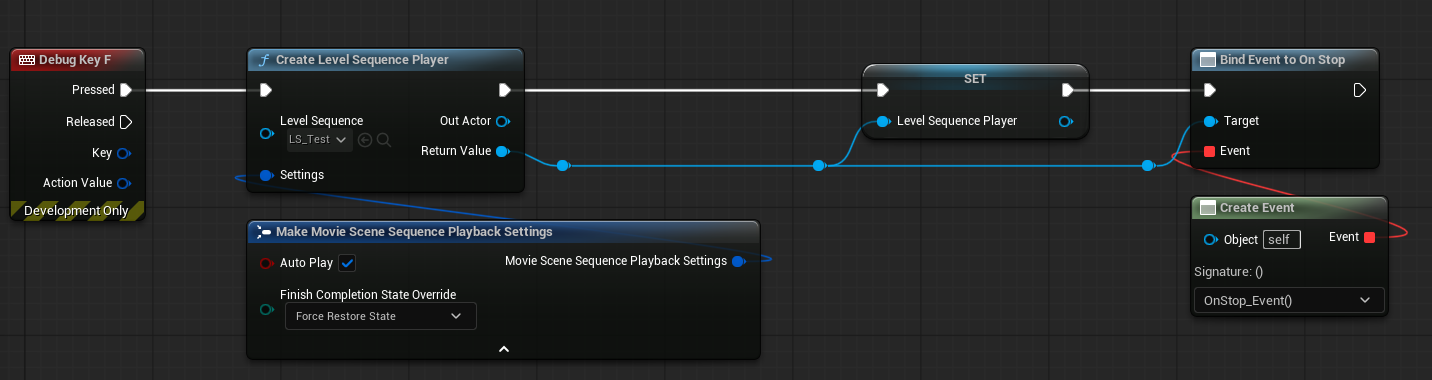 Debug Key F
Pressed
Released
Key
Action Value
Development Only
f Create Level Sequence Player
Level Sequence
LS_Test
Out Actor
Return Value
Settings
Make Movie Scene Sequence Playback Settings
Auto Play
Movie Scene Sequence Playback Settings
Finish Completion State Override
Force Restore State
SET
Level Sequence Player
Bind Event to On Stop
Target
Event
Create Event
Object self
Event
Signature: ()
OnStop_Event()